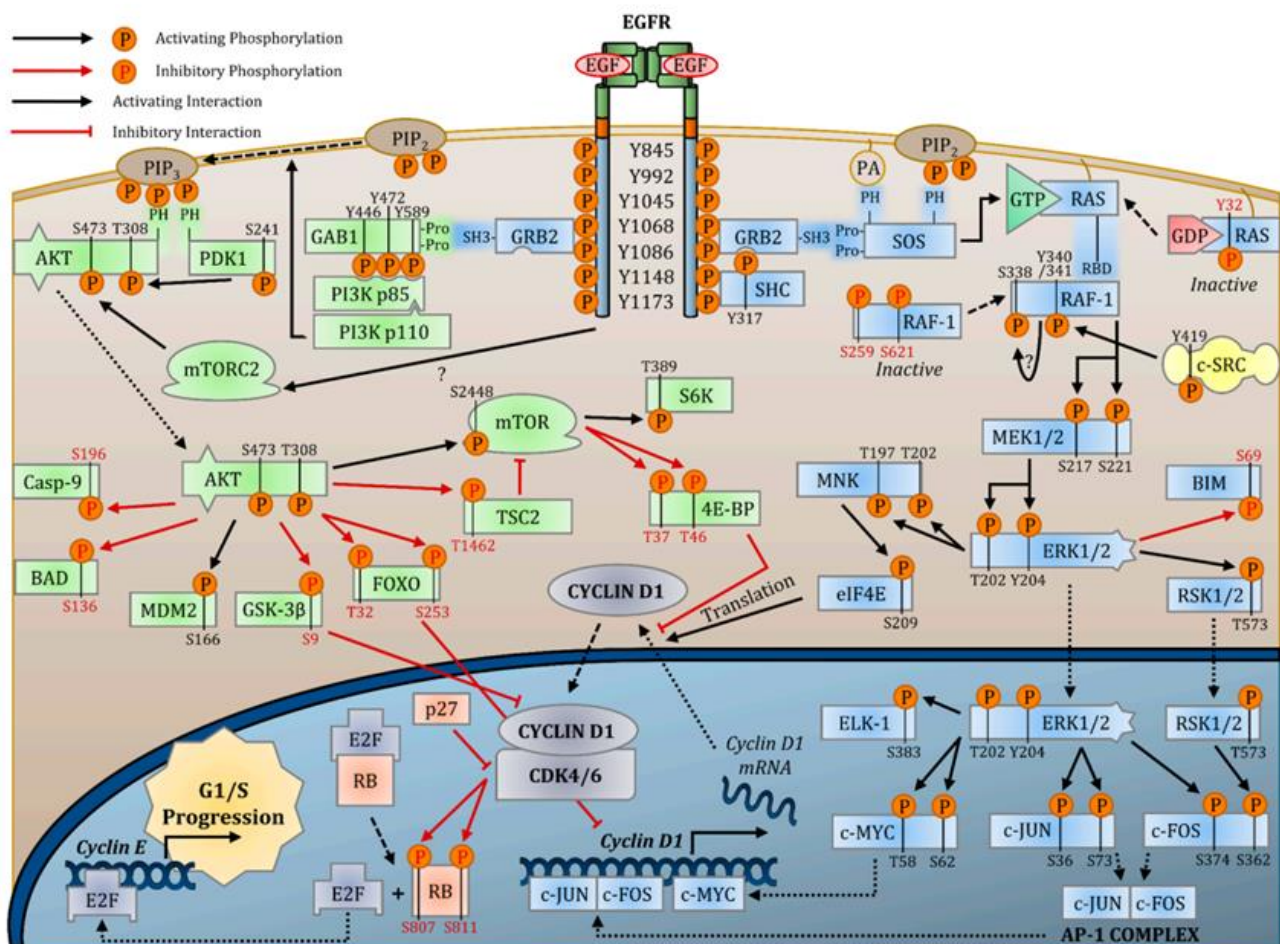 EGFR
P Activating Phosphorylation
P Inhibitory Phosphorylation
Activating Interaction
Inhibitory Interaction
EGF EGF
PIP2
P P
PIP3
P P P
PH PH
S473 T308
AKT
P P
S241
PDK1
P
Y472
Y446 Y589
GAB1
-Pro
-Pro
SH3- GRB2
P P P
PI3K p85
PI3K p110
mTORC2
?
P Y845 P
P Y992 P
P Y1045 P
P Y1068 P
P Y1086 P
P Y1148 P
P Y1173 P
GRB2 -SH3
P
SHC
Y317
PA
PH
PIP2
P P
PH
Pro-
Pro-
SOS
GTP RAS
RBD
Y32
GDP RAS
P
Inactive
P P
RAF-1
S259 S621
Inactive
Y340
S338 /341
RAF-1
P P
?
Y419
c-SRC
P
P P
MEK1/2
S217 S221
S2448
mTOR
P
T389
S6K
P
S473 T308
AKT
P P
S196
Casp-9
P
P
BAD
S136
P
MDM2
S166
P
GSK-3β
S9
P P
FOXO
T32 S253
P
TSC2
T1462
P P
4E-BP
T37 T46
T197 T202
MNK
P P
P
eIF4E
S209
P P
ERK1/2
T202 Y204
S69
BIM
P
P
RSK1/2
T573
CYCLIN D1
Translation
p27
CYCLIN D1
CDK4/6
E2F
RB
G1/S
Progression
Cyclin E
E2F
E2F + RB
P P
S807 S811
Cyclin D1
mRNA
Cyclin D1
c-JUN c-FOS c-MYC
P
ELK-1
S383
P P
ERK1/2
T202 Y204
P
RSK1/2
T573
P P
c-MYC
T58 S62
P P
c-JUN
S36 S73
P P
c-FOS
S374 S362
c-JUN c-FOS
AP-1 COMPLEX